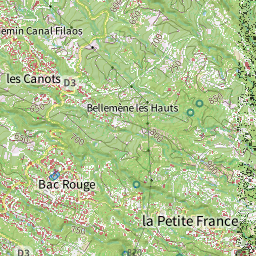 emin Canal Filaos
les Canots
D3
Bellemène les Hauts
Bac Rouge
la Petite France
D3